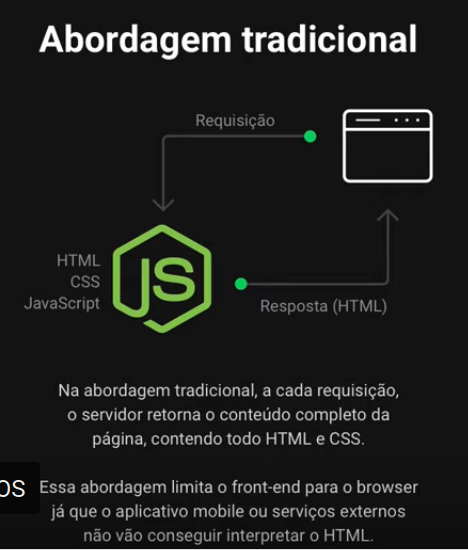 Abordagem tradicional
Requisição
HTML
CSS
JavaScript
JS
Resposta (HTML)
Na abordagem tradicional, a cada requisição,
o servidor retorna o conteúdo completo da
página, contendo todo HTML e CSS.
OS
Essa abordagem limita o front-end para o browser
já que o aplicativo mobile ou serviços externos
não vão conseguir interpretar o HTML.